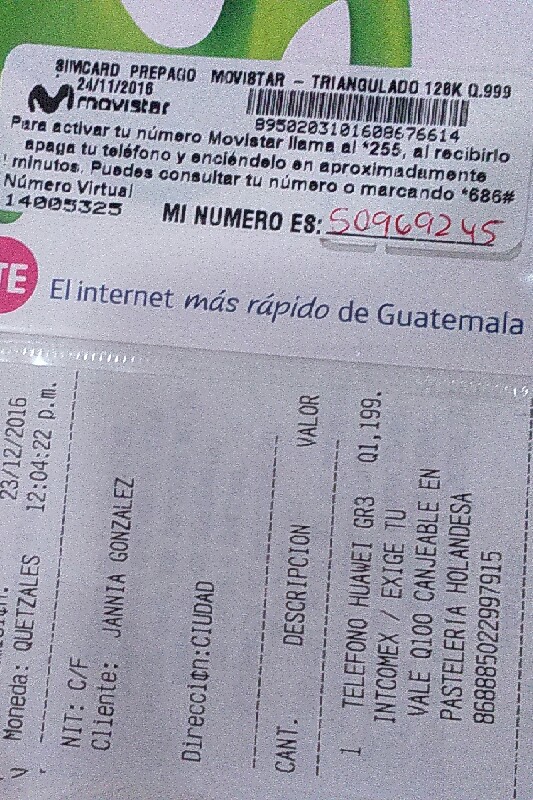 SIMCARD PREPAGO MOVISTAR - TRIANGULADO 128K Q.999
24/11/2016
movistar
8950203101608676614
Para activar tu número Movistar llama al *255, al recibirlo
apaga tu teléfono y enciéndelo en aproximadamente
minutos. Puedes consultar tu número o marcando *686#
Número Virtual
14005325
MI NUMERO ES: 50969245
TE
El internet más rápido de Guatemala
23/12/2016
12:04:22 p.m.
Moneda: QUETZALES
NIT: C/F
Cliente: JANNIA GONZALEZ
Dirección:CIUDAD
CANT. DESCRIPCION VALOR
1 TELEFONO HUAWEI GR3 Q1,199.
INTCOMEX / EXIGE TU
VALE Q100 CANJEABLE EN
PASTELERIA HOLANDESA
868885022997915